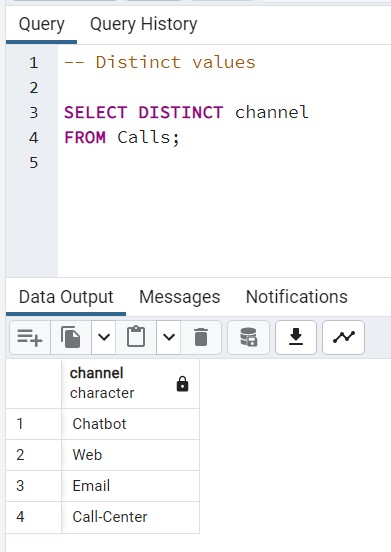 Query Query History
1 -- Distinct values
2
3 SELECT DISTINCT channel
4 FROM Calls;
5
Data Output Messages Notifications
channel
character
1 Chatbot
2 Web
3 Email
4 Call-Center